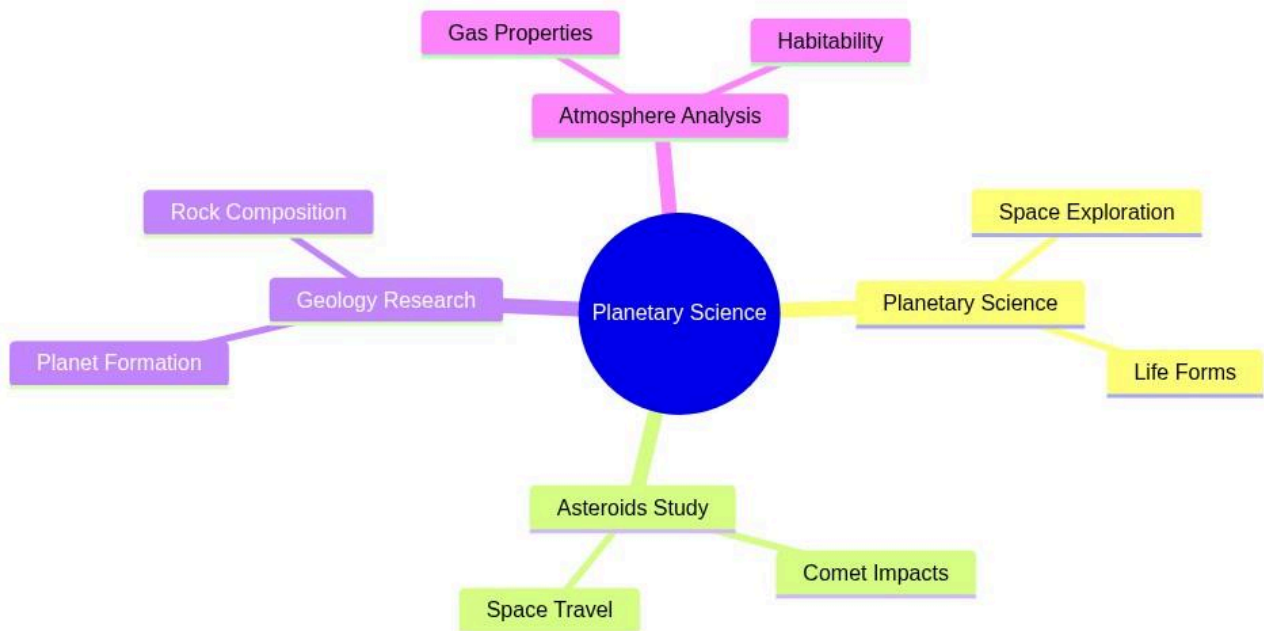 Gas Properties
Habitability
Atmosphere Analysis
Rock Composition
Space Exploration
Geology Research
Planetary Science
Planetary Science
Planet Formation
Life Forms
Asteroids Study
Comet Impacts
Space Travel